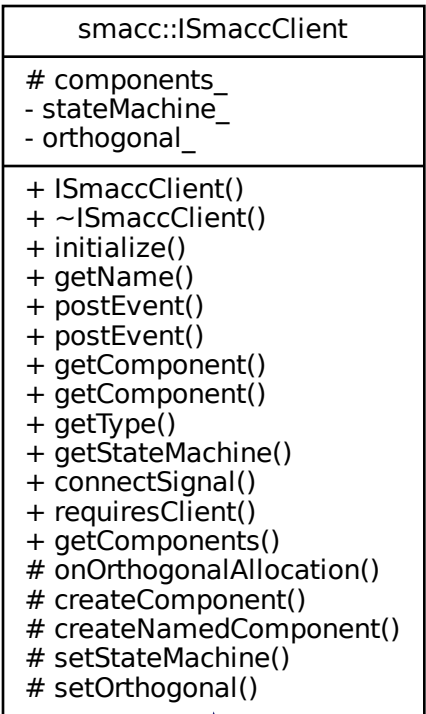 smacc::ISmaccClient
# components_
- stateMachine_
- orthogonal_
+ ISmaccClient()
+ ~ISmaccClient()
+ initialize()
+ getName()
+ postEvent()
+ postEvent()
+ getComponent()
+ getComponent()
+ getType()
+ getStateMachine()
+ connectSignal()
+ requiresClient()
+ getComponents()
# onOrthogonalAllocation()
# createComponent()
# createNamedComponent()
# setStateMachine()
# setOrthogonal()